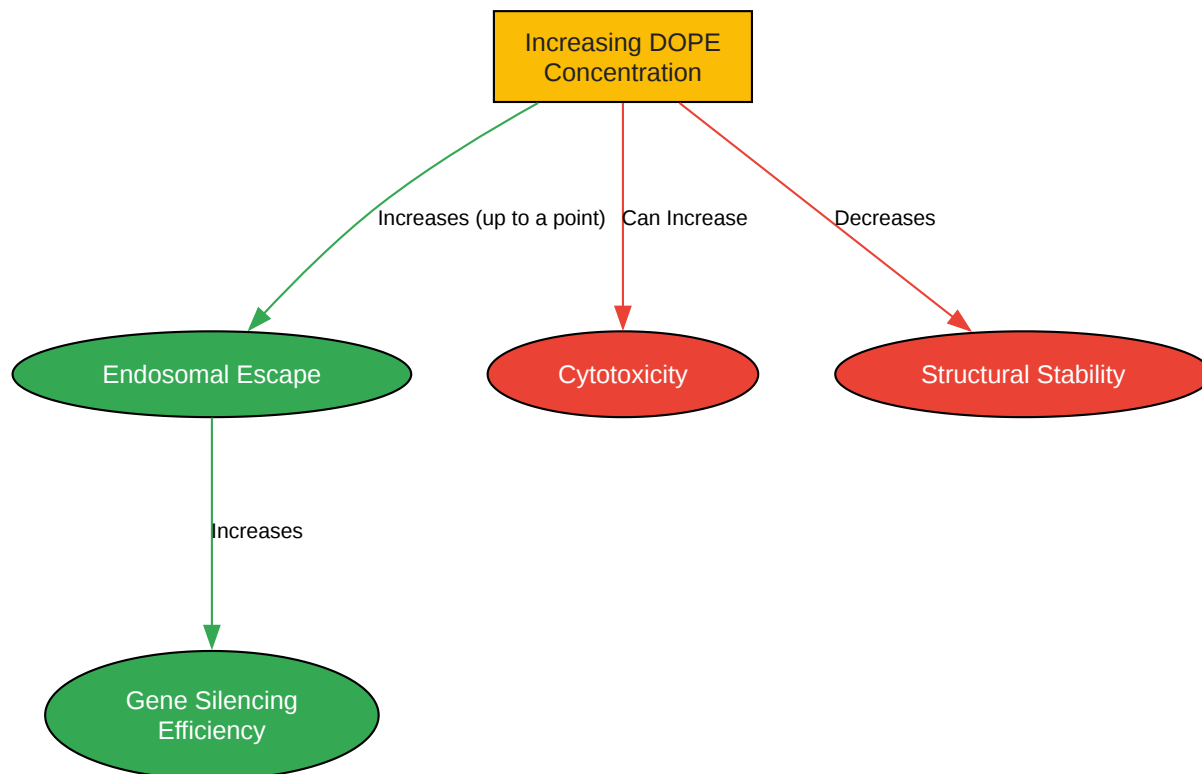 Increasing DOPE
Concentration
Increases (up to a point)
Can Increase
Decreases
Endosomal Escape
Cytotoxicity
Structural Stability
Increases
Gene Silencing
Efficiency